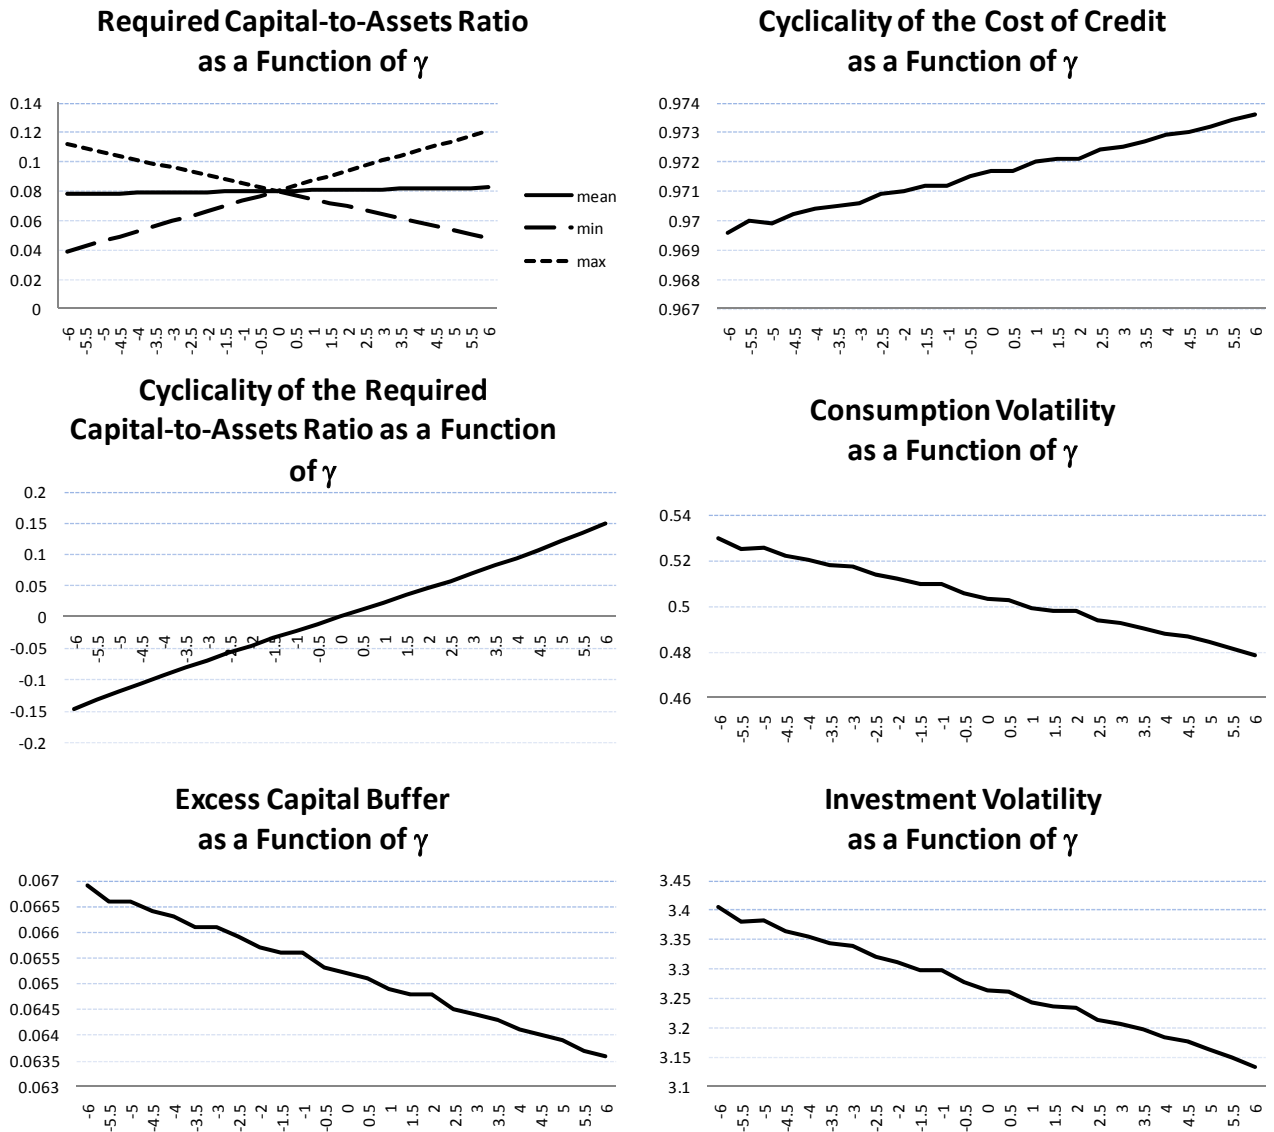 Required Capital-to-Assets Ratio
as a Function of γ
0.14
0.12
0.1
0.08
0.06
0.04
0.02
0
-6 -5.5 -5 -4.5 -4 -3.5 -3 -2.5 -2 -1.5 -1 -0.5 0 0.5 1 1.5 2 2.5 3 3.5 4 4.5 5 5.5 6
mean
min
max
Cyclicality of the Cost of Credit
as a Function of γ
0.974
0.973
0.972
0.971
0.97
0.969
0.968
0.967
-6 -5.5 -5 -4.5 -4 -3.5 -3 -2.5 -2 -1.5 -1 -0.5 0 0.5 1 1.5 2 2.5 3 3.5 4 4.5 5 5.5 6
Cyclicality of the Required
Capital-to-Assets Ratio as a Function
of γ
0.2
0.15
0.1
0.05
0
-0.05
-0.1
-0.15
-0.2
-6 -5.5 -5 -4.5 -4 -3.5 -3 -2.5 -2 -1.5 -1 -0.5 0 0.5 1 1.5 2 2.5 3 3.5 4 4.5 5 5.5 6
Consumption Volatility
as a Function of γ
0.54
0.52
0.5
0.48
0.46
-6 -5.5 -5 -4.5 -4 -3.5 -3 -2.5 -2 -1.5 -1 -0.5 0 0.5 1 1.5 2 2.5 3 3.5 4 4.5 5 5.5 6
Excess Capital Buffer
as a Function of γ
0.067
0.0665
0.066
0.0655
0.065
0.0645
0.064
0.0635
0.063
-6 -5.5 -5 -4.5 -4 -3.5 -3 -2.5 -2 -1.5 -1 -0.5 0 0.5 1 1.5 2 2.5 3 3.5 4 4.5 5 5.5 6
Investment Volatility
as a Function of γ
3.45
3.4
3.35
3.3
3.25
3.2
3.15
3.1
-6 -5.5 -5 -4.5 -4 -3.5 -3 -2.5 -2 -1.5 -1 -0.5 0 0.5 1 1.5 2 2.5 3 3.5 4 4.5 5 5.5 6